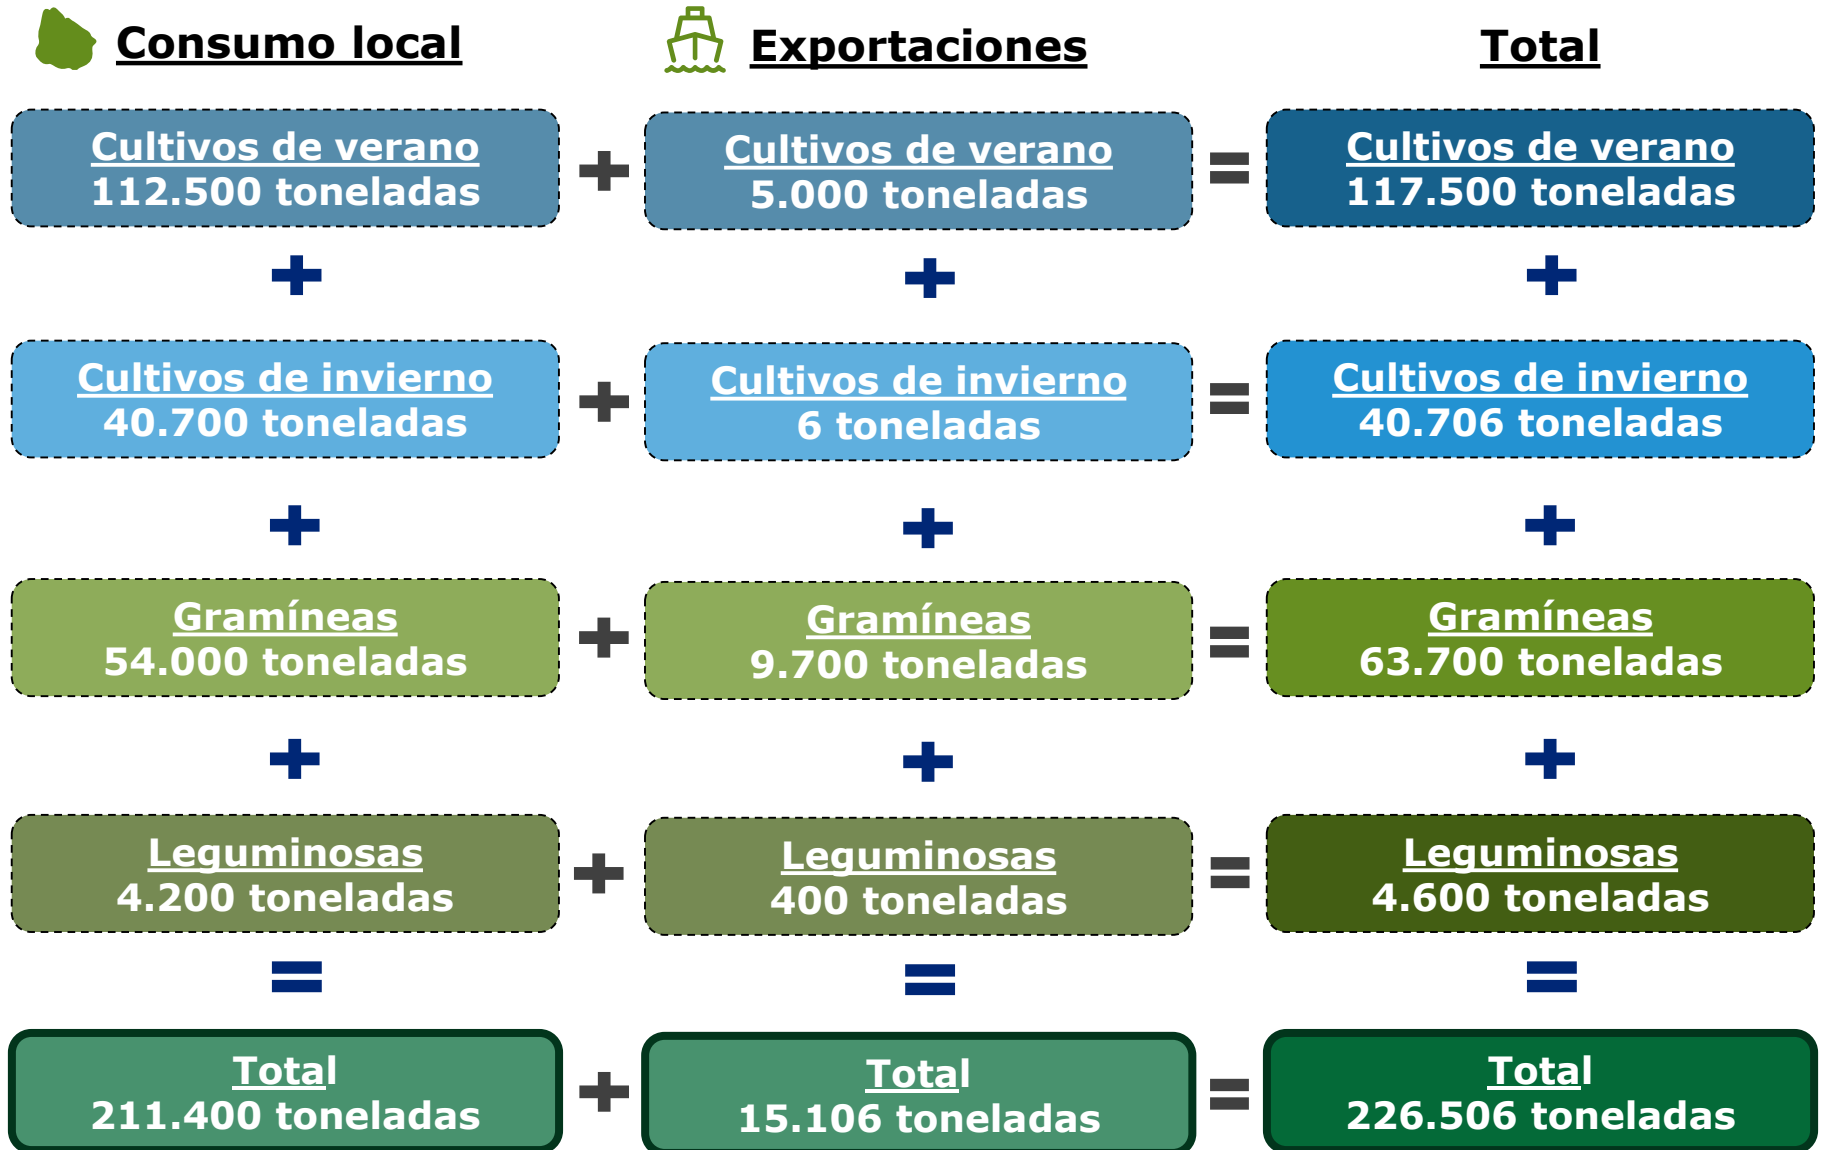 Consumo local
Exportaciones
Total
Cultivos de verano
112.500 toneladas
+
Cultivos de verano
5.000 toneladas
=
Cultivos de verano
117.500 toneladas
+
+
+
Cultivos de invierno
40.700 toneladas
+
Cultivos de invierno
6 toneladas
=
Cultivos de invierno
40.706 toneladas
+
+
+
Gramíneas
54.000 toneladas
+
Gramíneas
9.700 toneladas
=
Gramíneas
63.700 toneladas
+
+
+
Leguminosas
4.200 toneladas
+
Leguminosas
400 toneladas
=
Leguminosas
4.600 toneladas
=
=
=
Total
211.400 toneladas
+
Total
15.106 toneladas
=
Total
226.506 toneladas